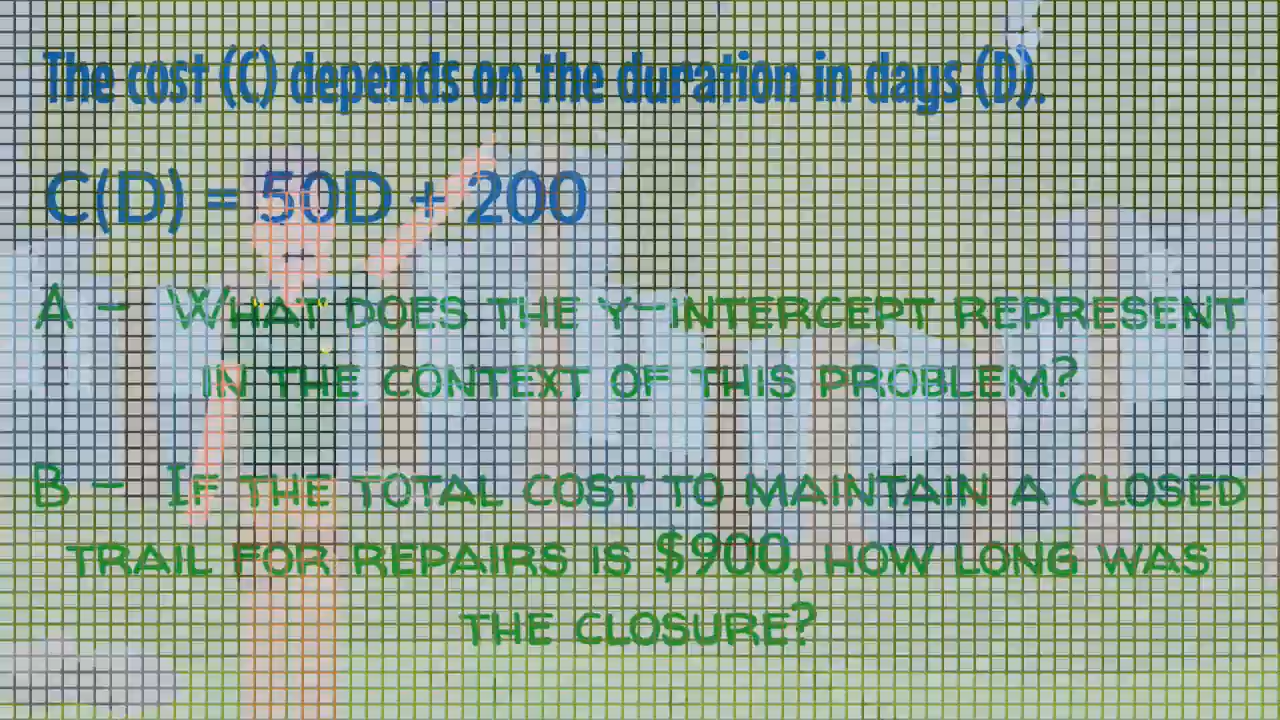 The cost (C) depends on the duration in days (D).
C(D) = 50D + 200
A - What does the y-intercept represent
in the context of this problem?
B - If the total cost to maintain a closed
trail for repairs is $900, how long was
the closure?